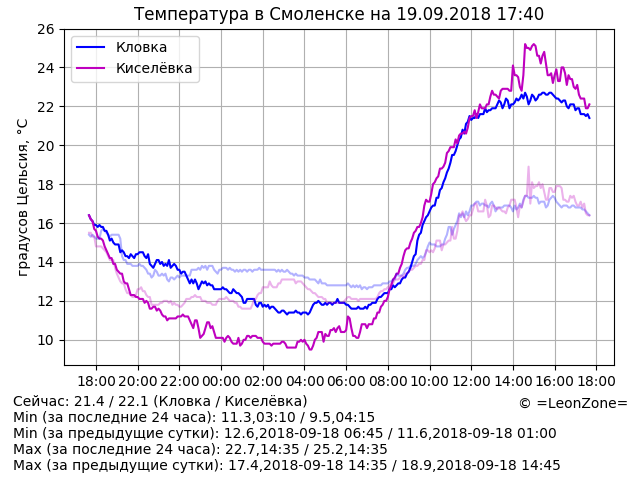 Температура в Смоленске на 19.09.2018 17:40
26
24
22
20
18
16
14
12
10
градусов Цельсия, °C
Кловка
Киселёвка
18:00 20:00 22:00 00:00 02:00 04:00 06:00 08:00 10:00 12:00 14:00 16:00 18:00
Сейчас: 21.4 / 22.1 (Кловка / Киселёвка)
© =LeonZone=
Min (за последние 24 часа): 11.3,03:10 / 9.5,04:15
Min (за предыдущие сутки): 12.6,2018-09-18 06:45 / 11.6,2018-09-18 01:00
Max (за последние 24 часа): 22.7,14:35 / 25.2,14:35
Max (за предыдущие сутки): 17.4,2018-09-18 14:35 / 18.9,2018-09-18 14:45